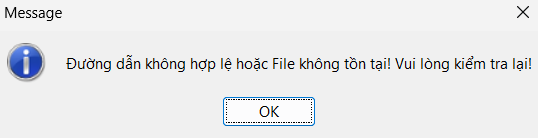 Message
Đường dẫn không hợp lệ hoặc File không tồn tại! Vui lòng kiểm tra lại!
OK